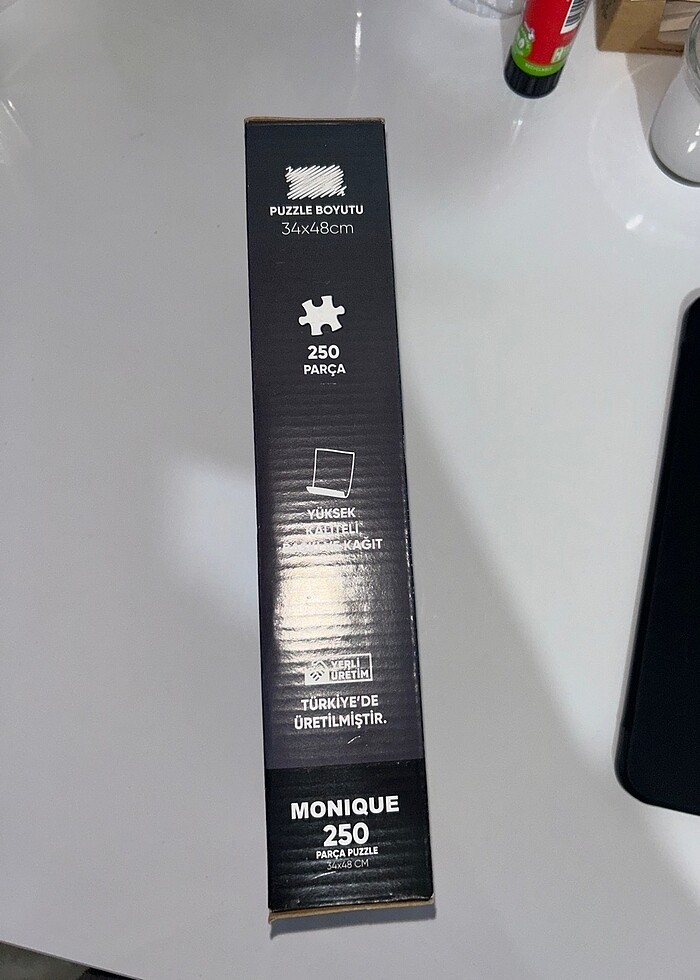 PUZZLE BOYUTU
34x48cm
250
PARÇA
YÜKSEK
KALİTELİ
KAĞIT
YERLİ
ÜRETİM
TÜRKİYE'DE
ÜRETİLMİŞTİR.
MONIQUE
250
PARÇA PUZZLE
34x48 CM